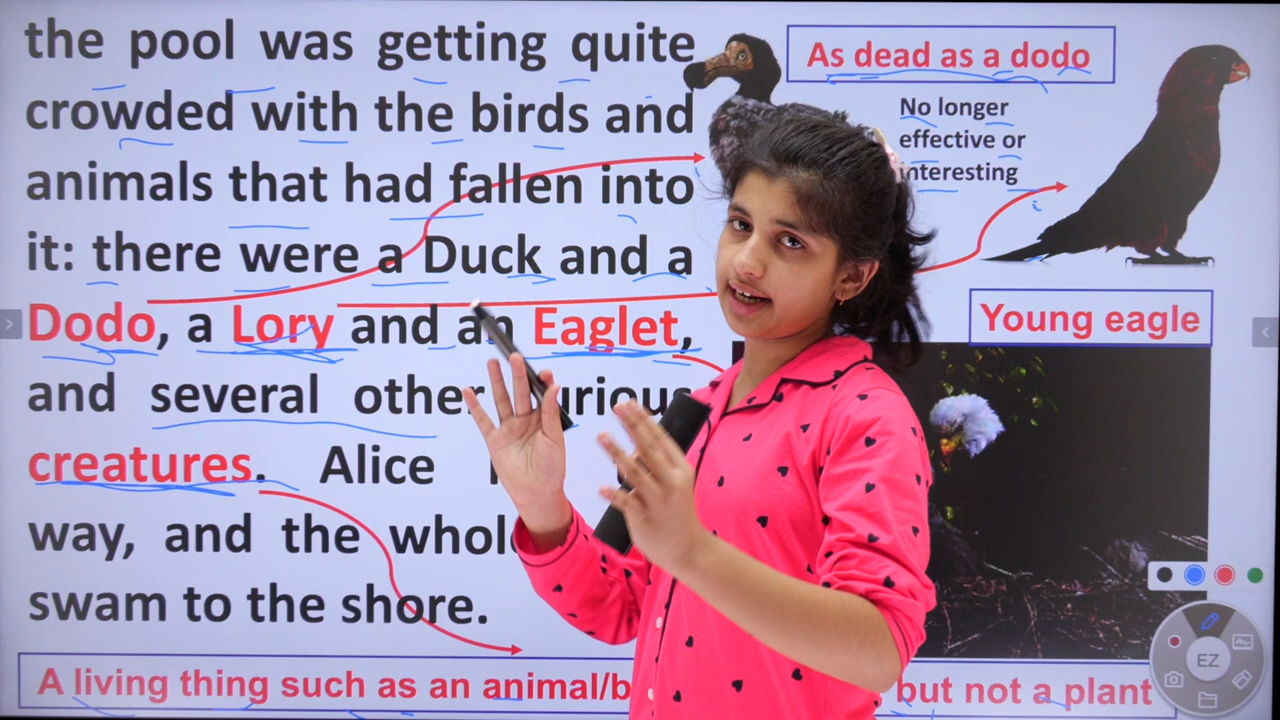 the pool was getting quite
crowded with the birds and
animals that had fallen into
it: there were a Duck and a
Dodo, a Lory and an Eaglet,
and several other
creatures. Alice
way, and the
swam to the shore.
As dead as a dodo
No longer
effective or
interesting
Young eagle
A living thing such as an but not a plant
EZ